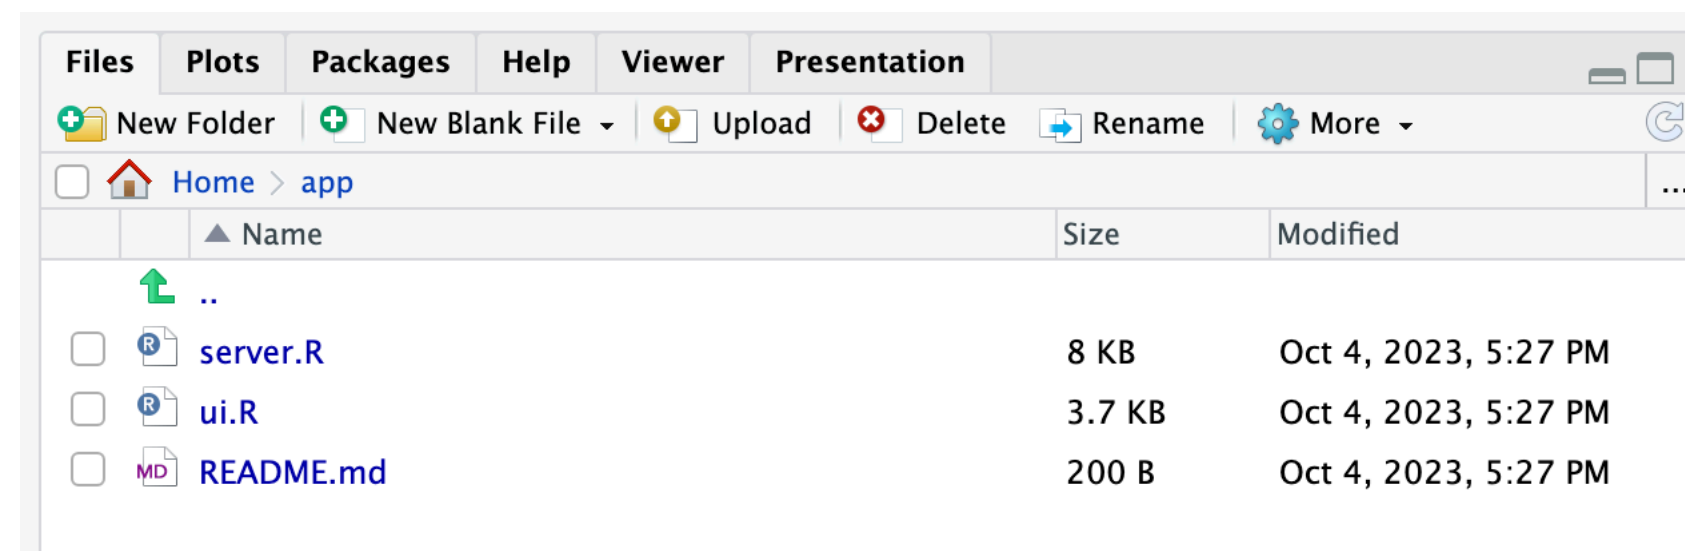 Files Plots Packages Help Viewer Presentation
New Folder New Blank File Upload Delete Rename More
Home app ...
Name Size Modified
..
R server.R 8 KB Oct 4, 2023, 5:27 PM
R ui.R 3.7 KB Oct 4, 2023, 5:27 PM
MD README.md 200 B Oct 4, 2023, 5:27 PM